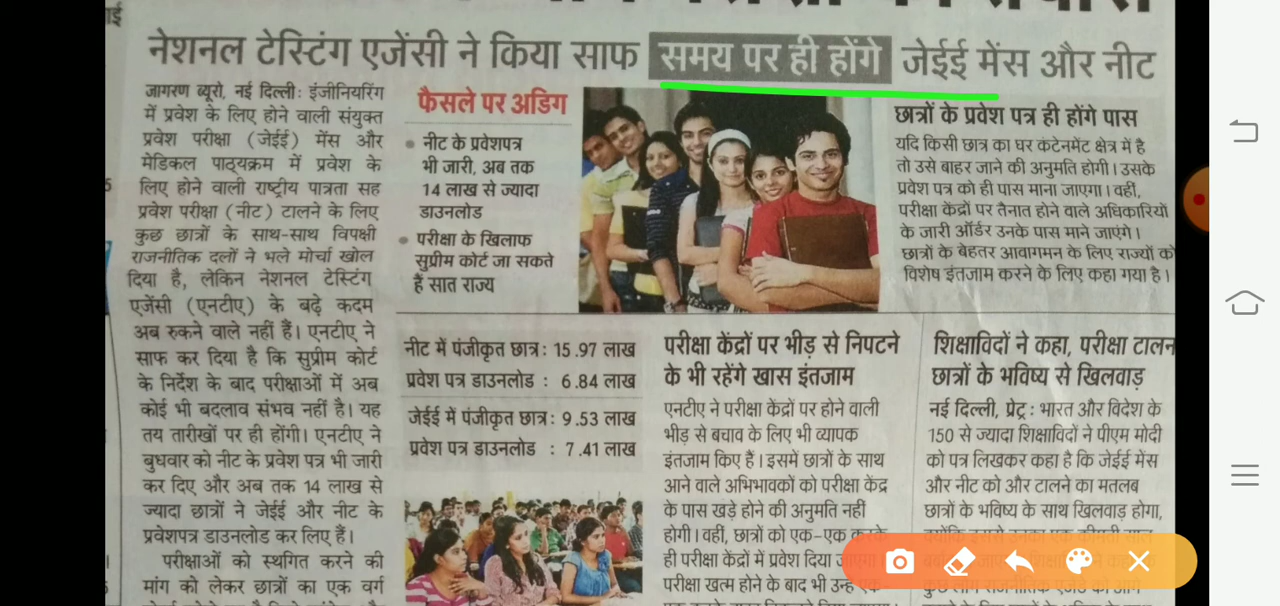 नेशनल टेस्टिंग एजेंसी ने किया साफ समय पर ही होंगे जेईई मेंस और नीट
जागरण ब्यूरो, नई दिल्ली: इंजीनियरिंग
में प्रवेश के लिए होने वाली संयुक्त
प्रवेश परीक्षा (जेईई) मेंस और
मेडिकल पाठ्यक्रम में प्रवेश के
लिए होने वाली राष्ट्रीय पात्रता सह
प्रवेश परीक्षा (नीट) टालने के लिए
कुछ छात्रों के साथ-साथ विपक्षी
राजनीतिक दलों ने भले मोर्चा खोल
दिया है, लेकिन नेशनल टेस्टिंग
एजेंसी (एनटीए) के बढ़े कदम
अब रुकने वाले नहीं हैं। एनटीए ने
साफ कर दिया है कि सुप्रीम कोर्ट
के निर्देश के बाद परीक्षाओं में अब
कोई भी बदलाव संभव नहीं है। यह
तय तारीखों पर ही होंगी। एनटीए ने
बुधवार को नीट के प्रवेश पत्र भी जारी
कर दिए और अब तक 14 लाख से
ज्यादा छात्रों ने जेईई और नीट के
प्रवेशपत्र डाउनलोड कर लिए हैं।
परीक्षाओं को स्थगित करने की
मांग को लेकर छात्रों का एक वर्ग
फैसले पर अडिग
नीट के प्रवेशपत्र
भी जारी, अब तक
14 लाख से ज्यादा
डाउनलोड
परीक्षा के खिलाफ
सुप्रीम कोर्ट जा सकते
हैं सात राज्य
छात्रों के प्रवेश पत्र ही होंगे पास
यदि किसी छात्र का घर कंटेनमेंट क्षेत्र में है
तो उसे बाहर जाने की अनुमति होगी। उसके
प्रवेश पत्र को ही पास माना जाएगा। वहीं,
परीक्षा केंद्रों पर तैनात होने वाले अधिकारियों
के जारी ऑर्डर उनके पास माने जाएंगे।
छात्रों के बेहतर आवागमन के लिए राज्यों को
विशेष इंतजाम करने के लिए कहा गया है।
नीट में पंजीकृत छात्र: 15.97 लाख
प्रवेश पत्र डाउनलोड : 6.84 लाख
जेईई में पंजीकृत छात्र: 9.53 लाख
प्रवेश पत्र डाउनलोड : 7.41 लाख
परीक्षा केंद्रों पर भीड़ से निपटने
के भी रहेंगे खास इंतजाम
एनटीए ने परीक्षा केंद्रों पर होने वाली
भीड़ से बचाव के लिए भी व्यापक
इंतजाम किए हैं। इसमें छात्रों के साथ
आने वाले अभिभावकों को परीक्षा केंद्र
के पास खड़े होने की अनुमति नहीं
होगी। वहीं, छात्रों को एक-एक करके
ही परीक्षा केंद्रों में प्रवेश दिया जाएगा
परीक्षा खत्म होने के बाद भी उन्हें एक-
शिक्षाविदों ने कहा, परीक्षा टालन
छात्रों के भविष्य से खिलवाड़
नई दिल्ली, प्रेट्र: भारत और विदेश के
150 से ज्यादा शिक्षाविदों ने पीएम मोदी
को पत्र लिखकर कहा है कि जेईई मेंस
और नीट को और टालने का मतलब
छात्रों के भविष्य के साथ खिलवाड़ होगा,